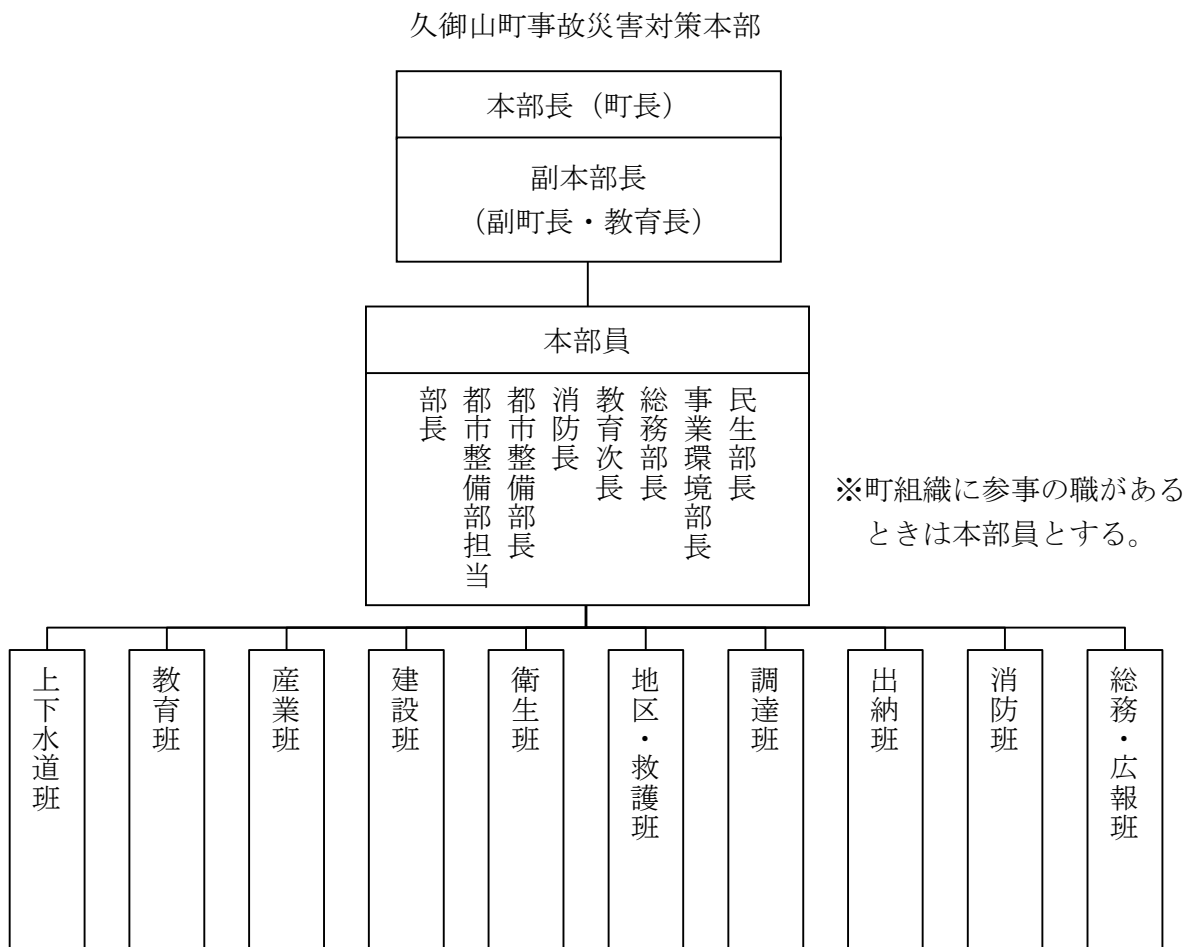 久御山町事故災害対策本部
本部長（町長）
副本部長
（副町長・教育長）
本部員
民生部長
事業環境部長
総務部長
教育次長
消防長
都市整備部長
都市整備部担当
部長
※町組織に参事の職がある
ときは本部員とする。
総務・広報班
消防班
出納班
調達班
地区・救護班
衛生班
建設班
産業班
教育班
上下水道班